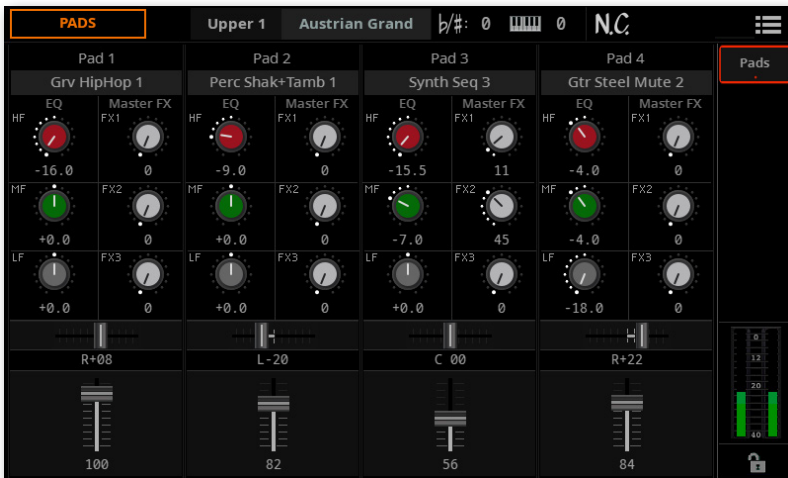 PADS Upper 1 Austrian Grand ♭/#: 0 0 N.C.
Pad 1 Pad 2 Pad 3 Pad 4 Pads
Grv HipHop 1 Perc Shak+Tamb 1 Synth Seq 3 Gtr Steel Mute 2
EQ Master FX EQ Master FX EQ Master FX EQ Master FX
HF FX1 HF FX1 HF FX1 HF FX1
-16.0 0 -9.0 0 -15.5 11 -4.0 0
MF FX2 MF FX2 MF FX2 MF FX2
+0.0 0 +0.0 0 -7.0 45 -4.0 0
LF FX3 LF FX3 LF FX3 LF FX3
+0.0 0 +0.0 0 +0.0 0 -18.0 0
R+08 L-20 C 00 R+22
100 82 56 84
0
12
20
40